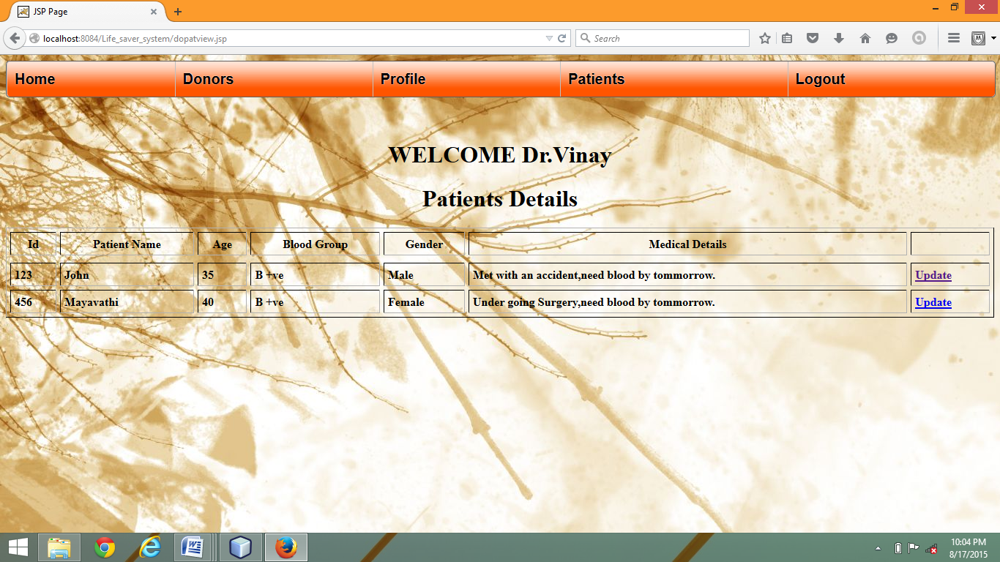 JSP Page
localhost:8084/Life_saver_system/dopatview.jsp
Search
Home Donors Profile Patients Logout
WELCOME Dr.Vinay
Patients Details
Id Patient Name Age Blood Group Gender Medical Details
123 John 35 B +ve Male Met with an accident,need blood by tommorrow. Update
456 Mayavathi 40 B +ve Female Under going Surgery,need blood by tommorrow. Update
10:04 PM
8/17/2015